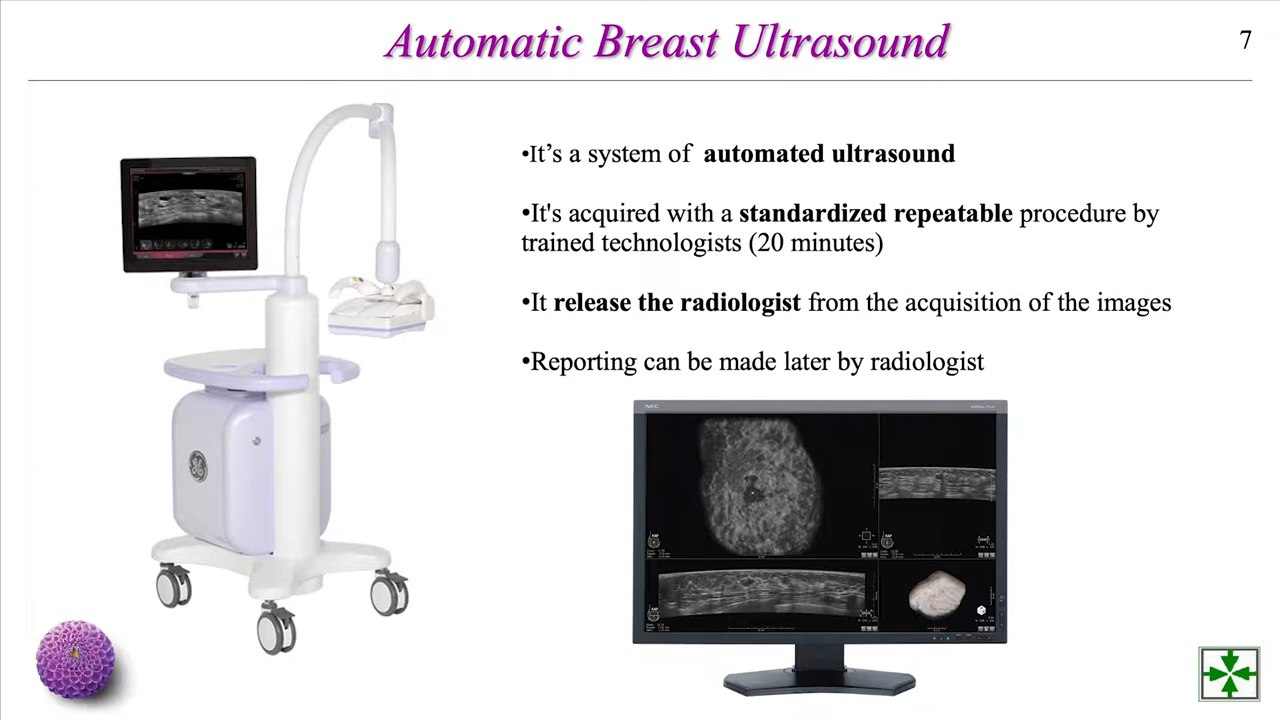 Automatic Breast Ultrasound
7
•It’s a system of automated ultrasound
•It's acquired with a standardized repeatable procedure by
trained technologists (20 minutes)
•It release the radiologist from the acquisition of the images
•Reporting can be made later by radiologist
NEC